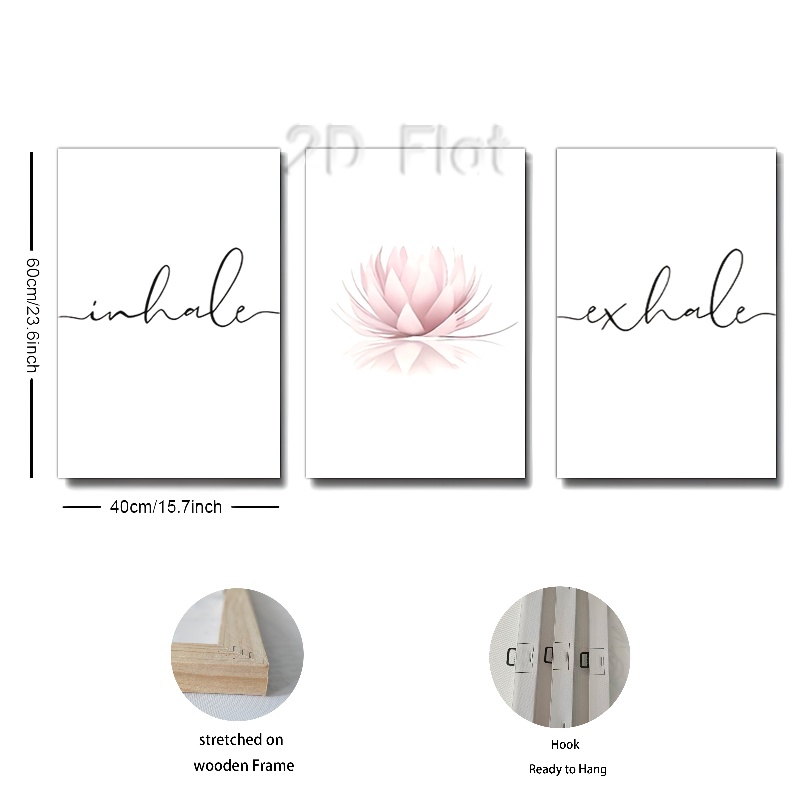 2D Flat
inhale
exhale
60cm/23.6inch
40cm/15.7inch
stretched on
wooden Frame
Hook
Ready to Hang